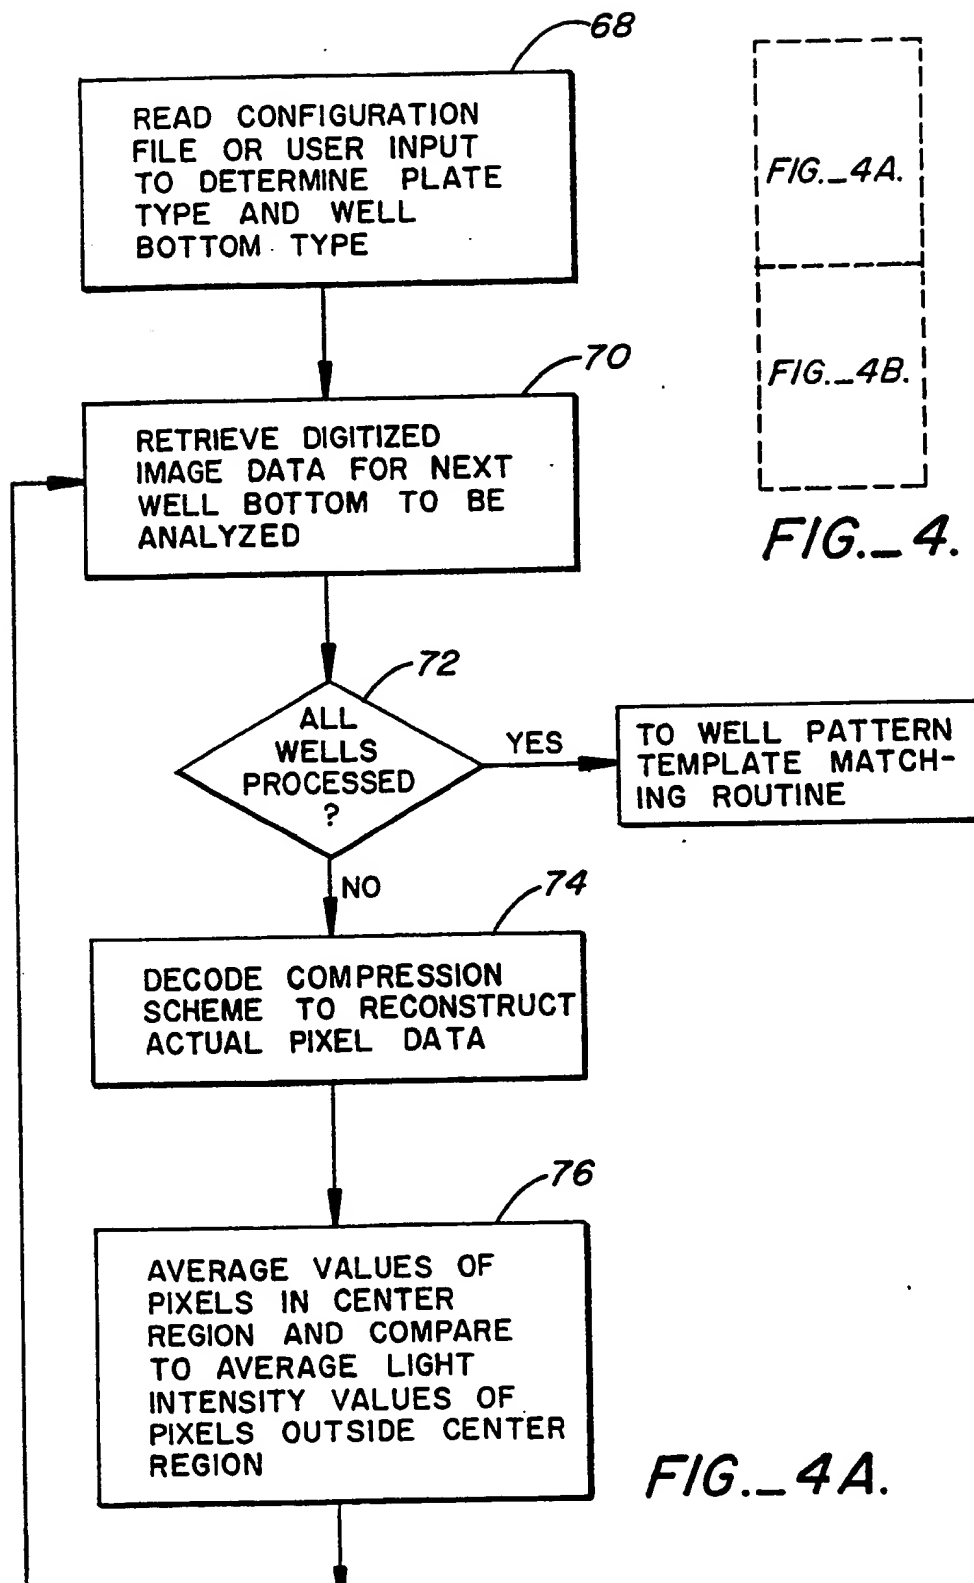 68
READ CONFIGURATION
FILE OR USER INPUT
TO DETERMINE PLATE
TYPE AND WELL
BOTTOM TYPE
FIG._4A.
FIG._4B.
FIG._4.
70
RETRIEVE DIGITIZED
IMAGE DATA FOR NEXT
WELL BOTTOM TO BE
ANALYZED
72
ALL
WELLS
PROCESSED
?
YES
TO WELL PATTERN
TEMPLATE MATCH-
ING ROUTINE
NO
74
DECODE COMPRESSION
SCHEME TO RECONSTRUCT
ACTUAL PIXEL DATA
76
AVERAGE VALUES OF
PIXELS IN CENTER
REGION AND COMPARE
TO AVERAGE LIGHT
INTENSITY VALUES OF
PIXELS OUTSIDE CENTER
REGION
FIG._4A.